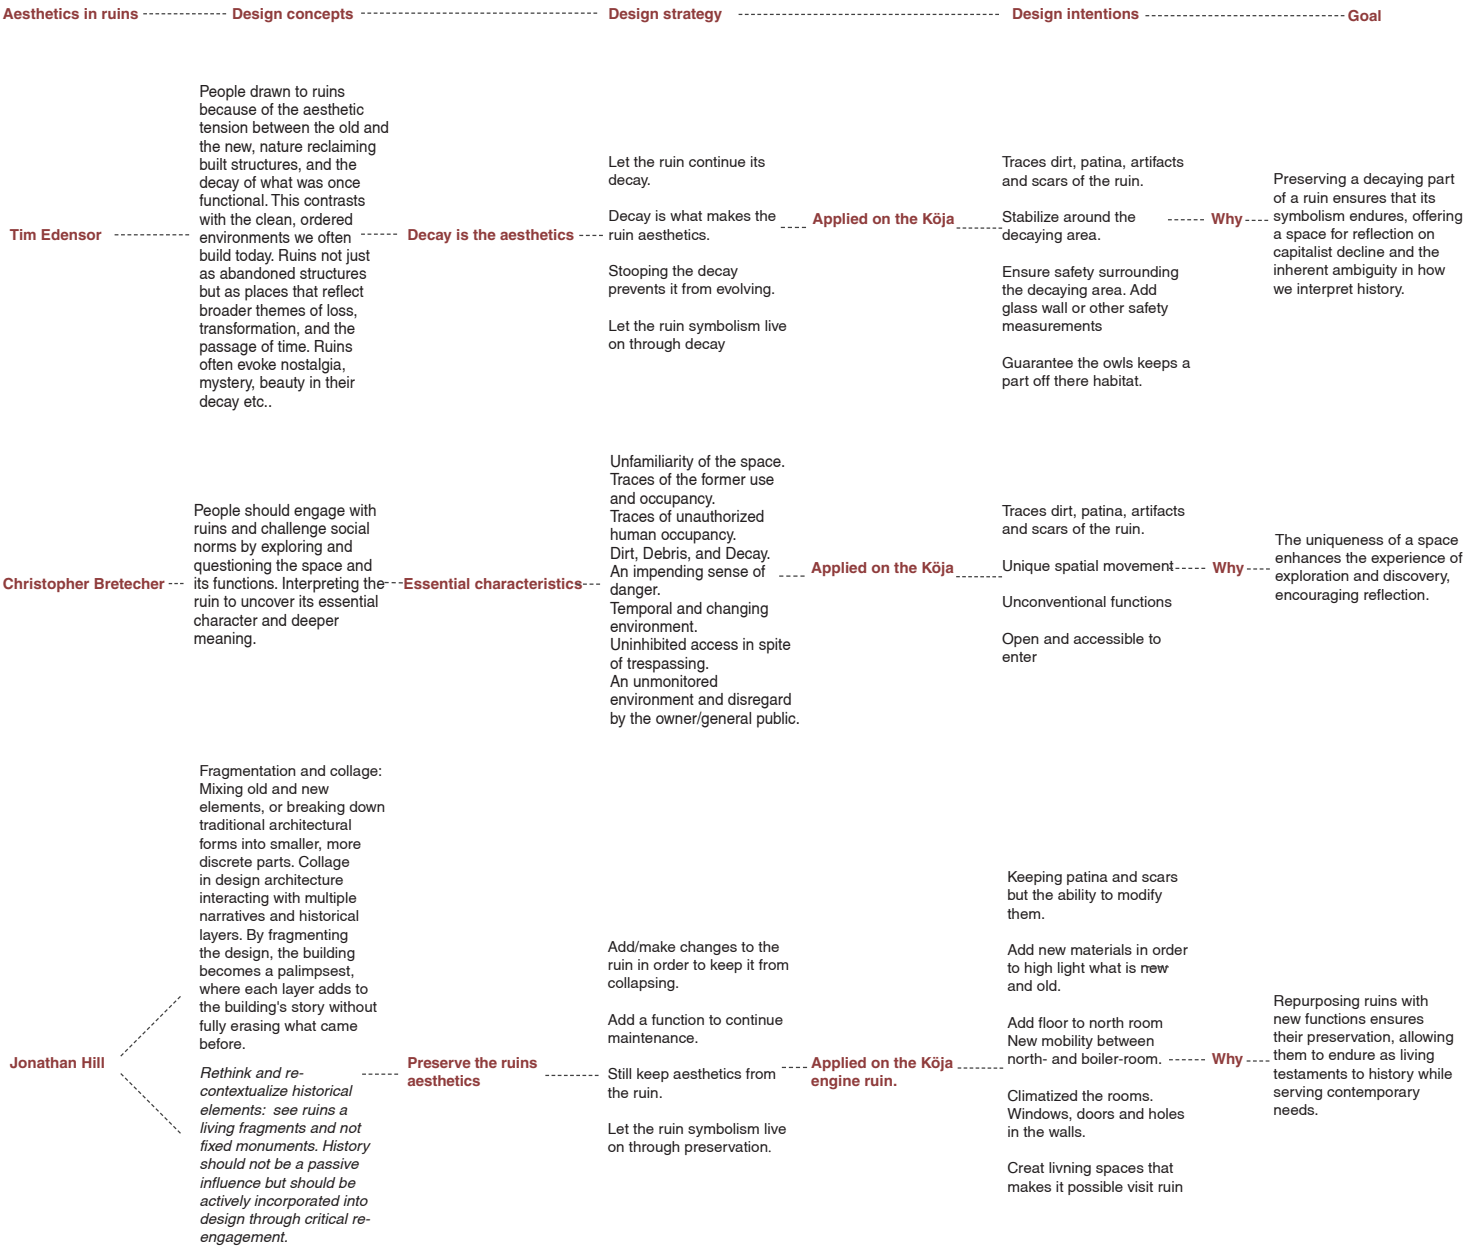 Aesthetics in ruins
Design concepts
Design strategy
Design intentions
Goal
Tim Edensor
People drawn to ruins
because of the aesthetic
tension between the old and
the new, nature reclaiming
built structures, and the
decay of what was once
functional. This contrasts
with the clean, ordered
environments we often
build today. Ruins not just
as abandoned structures
but as places that reflect
broader themes of loss,
transformation, and the
passage of time. Ruins
often evoke nostalgia,
mystery, beauty in their
decay etc..
Decay is the aesthetics
Let the ruin continue its
decay.
Decay is what makes the
ruin aesthetics.
Stooping the decay
prevents it from evolving.
Let the ruin symbolism live
on through decay
Applied on the Köja
Traces dirt, patina, artifacts
and scars of the ruin.
Stabilize around the
decaying area.
Ensure safety surrounding
the decaying area. Add
glass wall or other safety
measurements
Guarantee the owls keeps a
part off there habitat.
Why
Preserving a decaying part
of a ruin ensures that its
symbolism endures, offering
a space for reflection on
capitalist decline and the
inherent ambiguity in how
we interpret history.
Christopher Bretecher
People should engage with
ruins and challenge social
norms by exploring and
questioning the space and
its functions. Interpreting the
ruin to uncover its essential
character and deeper
meaning.
Essential characteristics
Unfamiliarity of the space.
Traces of the former use
and occupancy.
Traces of unauthorized
human occupancy.
Dirt, Debris, and Decay.
An impending sense of
danger.
Temporal and changing
environment.
Uninhibited access in spite
of trespassing.
An unmonitored
environment and disregard
by the owner/general public.
Applied on the Köja
Traces dirt, patina, artifacts
and scars of the ruin.
Unique spatial movement
Unconventional functions
Open and accessible to
enter
Why
The uniqueness of a space
enhances the experience of
exploration and discovery,
encouraging reflection.
Jonathan Hill
Fragmentation and collage:
Mixing old and new
elements, or breaking down
traditional architectural
forms into smaller, more
discrete parts. Collage
in design architecture
interacting with multiple
narratives and historical
layers. By fragmenting
the design, the building
becomes a palimpsest,
where each layer adds to
the building's story without
fully erasing what came
before.
Rethink and re-
contextualize historical
elements: see ruins a
living fragments and not
fixed monuments. History
should not be a passive
influence but should be
actively incorporated into
design through critical re-
engagement.
Preserve the ruins
aesthetics
Add/make changes to the
ruin in order to keep it from
collapsing.
Add a function to continue
maintenance.
Still keep aesthetics from
the ruin.
Let the ruin symbolism live
on through preservation.
Applied on the Köja
engine ruin.
Keeping patina and scars
but the ability to modify
them.
Add new materials in order
to high light what is new
and old.
Add floor to north room
New mobility between
north- and boiler-room.
Climatized the rooms.
Windows, doors and holes
in the walls.
Creat livning spaces that
makes it possible visit ruin
Why
Repurposing ruins with
new functions ensures
their preservation, allowing
them to endure as living
testaments to history while
serving contemporary
needs.